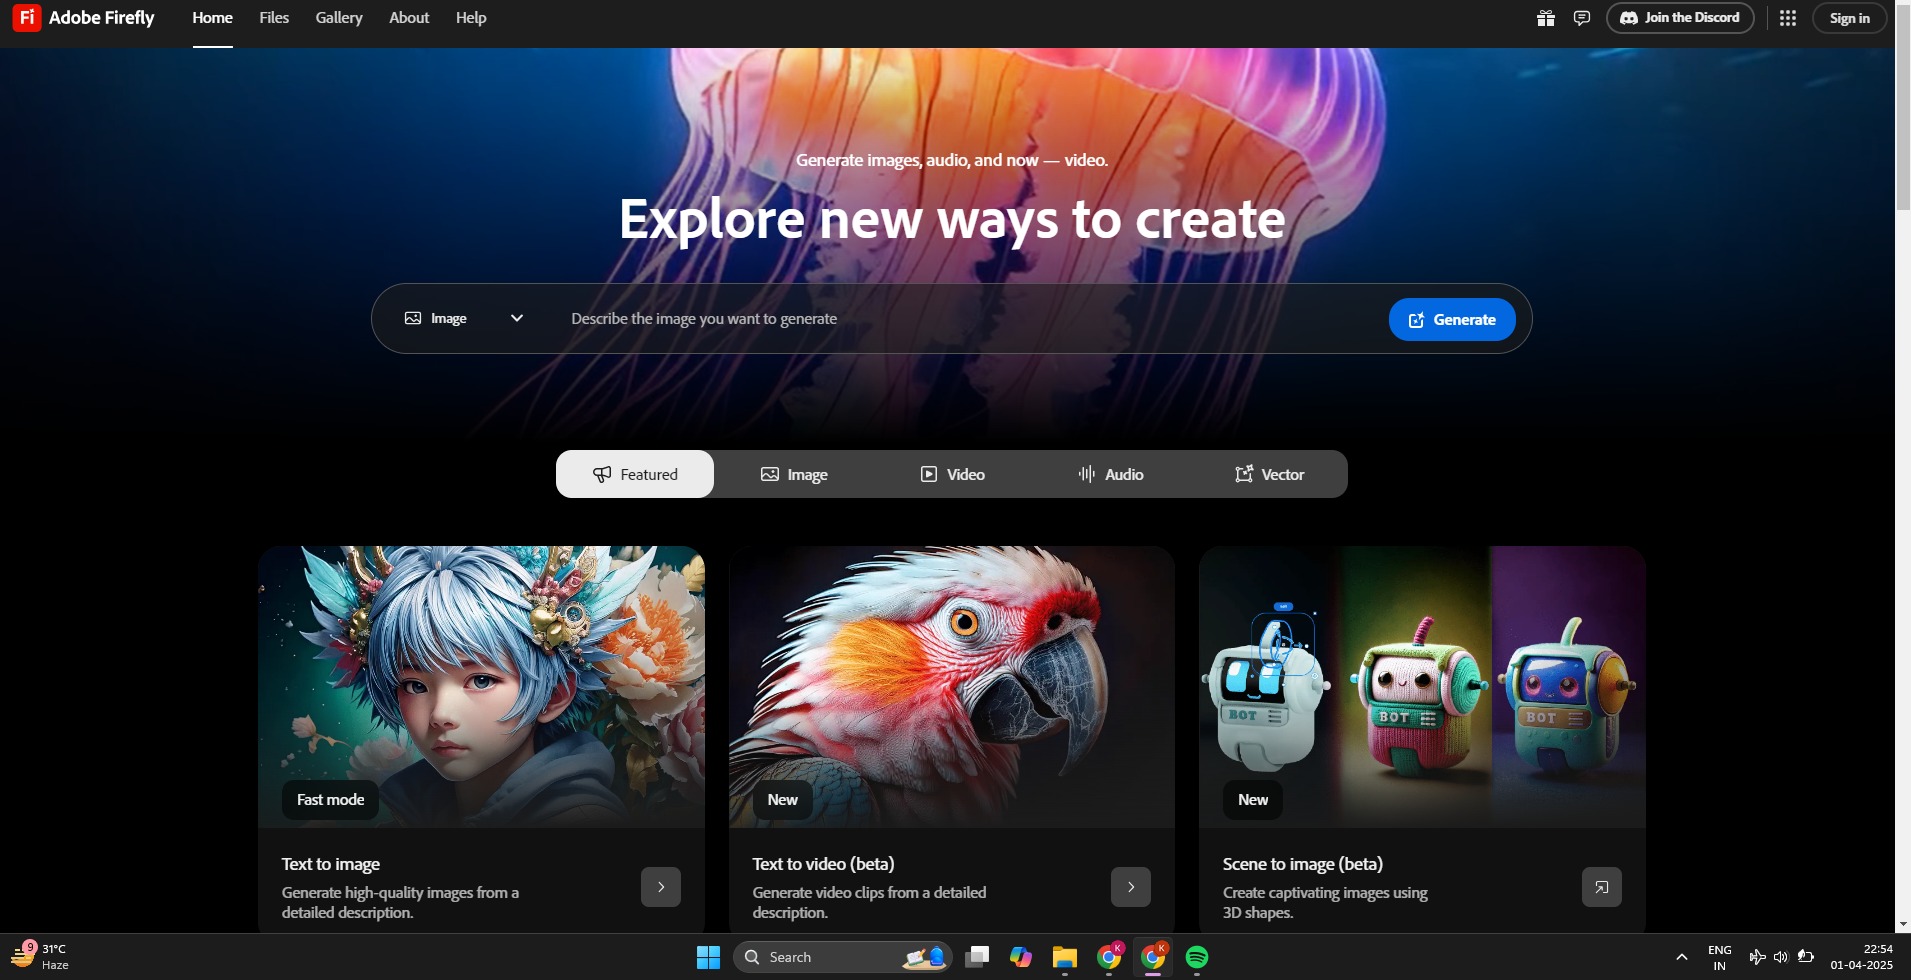 Fi Adobe Firefly
Home Files Gallery About Help
Join the Discord
Sign in
Generate images, audio, and now — video.
Explore new ways to create
Image
Describe the image you want to generate
Generate
Featured
Image
Video
Audio
Vector
BOT
BOT
BOT
Fast mode
Text to image
Generate high-quality images from a
detailed description.
New
Text to video (beta)
Generate video clips from a detailed
description.
New
Scene to image (beta)
Create captivating images using
3D shapes.
9
31°C
Haze
Search
K
K
ENG
IN
22:54
01-04-2025